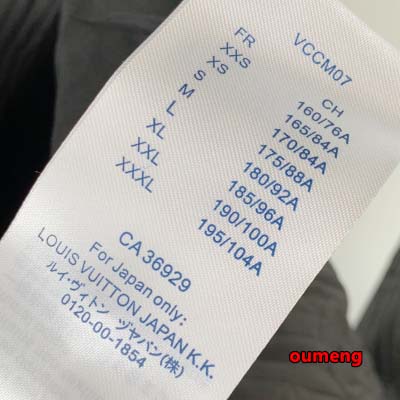 VCCM07
FR CH
XXS 160/76A
XS 165/84A
S 170/84A
M 175/88A
L 180/92A
XL 185/96A
XXL 190/100A
XXXL 195/104A
CA 36929
For Japan only:
LOUIS VUITTON JAPAN K.K.
ルイ・ヴィトン ヅヤパン(株)
0120-00-1854
oumeng